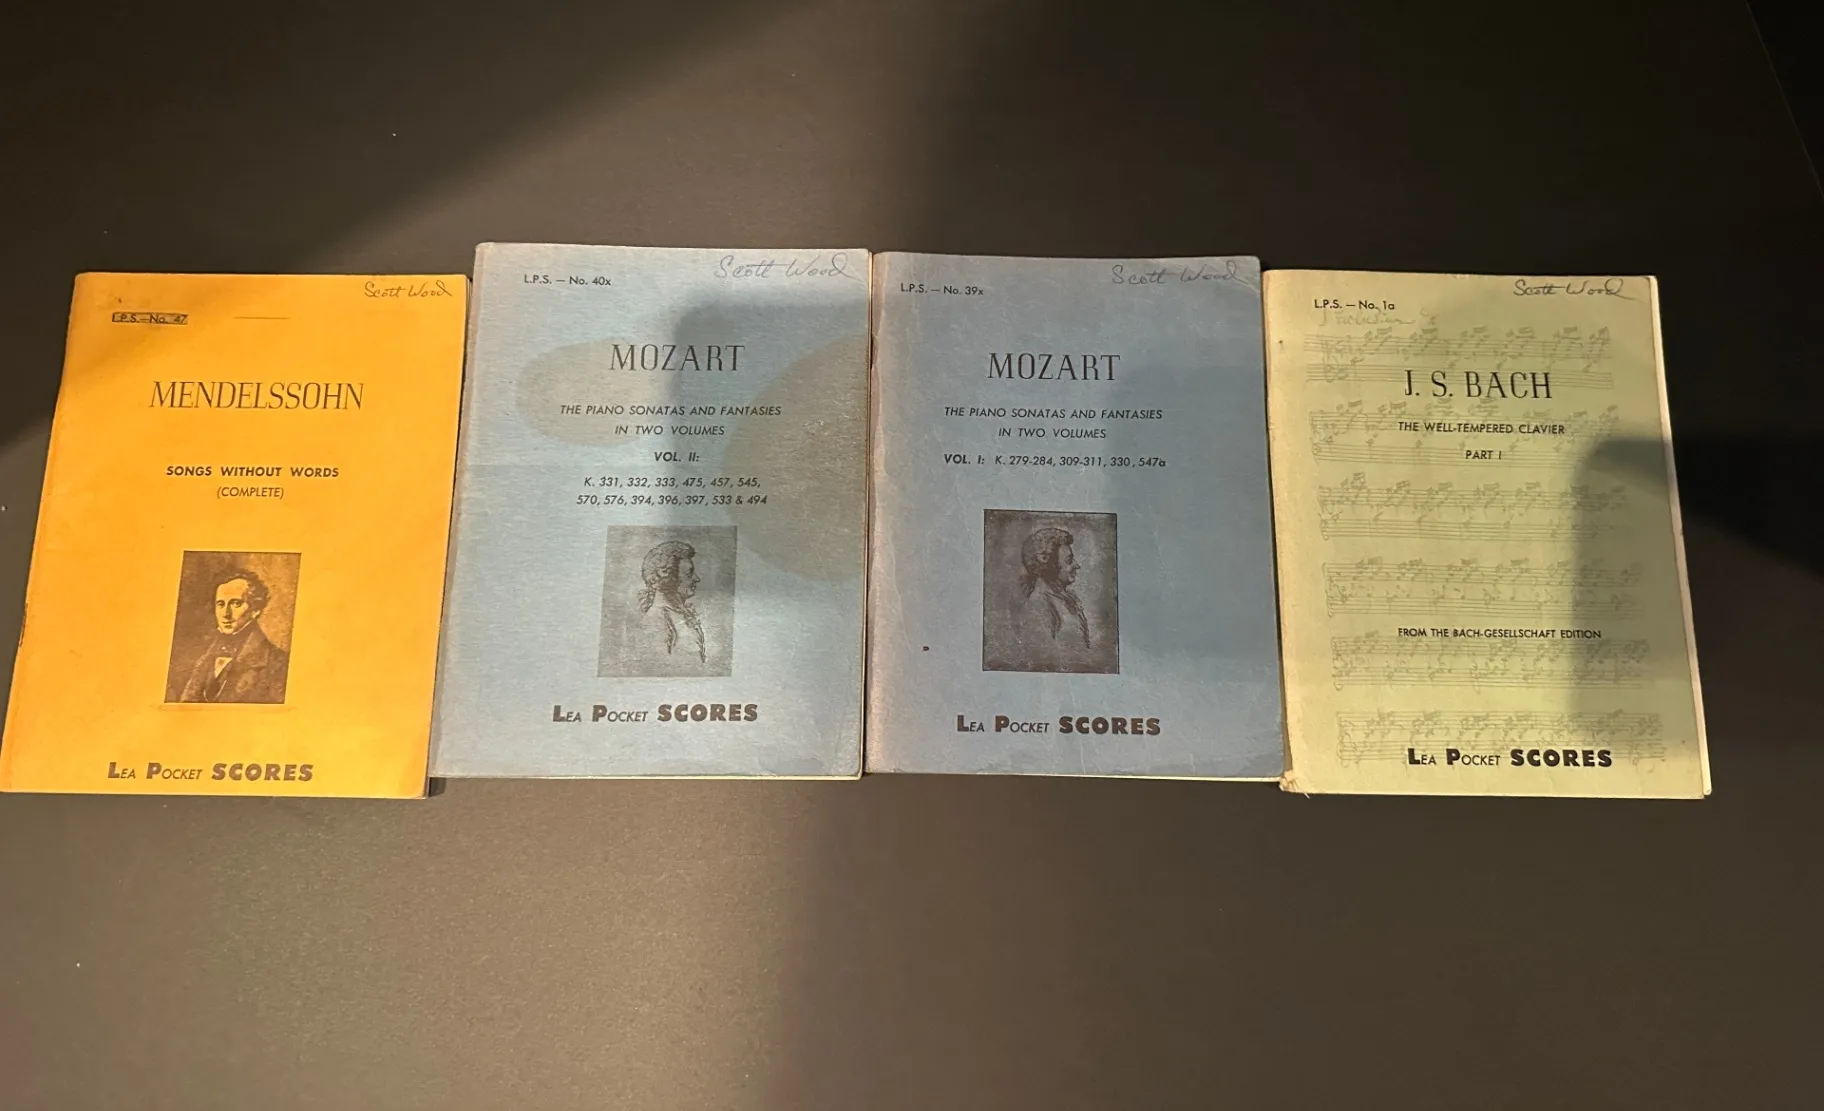 Scott Wood
L.P.S.—No. 47
MENDELSSOHN
SONGS WITHOUT WORDS
(COMPLETE)
LEA POCKET SCORES
Scott Wood
L.P.S. — No. 40x
MOZART
THE PIANO SONATAS AND FANTASIES
IN TWO VOLUMES
VOL. II:
K. 331, 332, 333, 475, 457, 545,
570, 576, 394, 396, 397, 533 & 494
LEA POCKET SCORES
Scott Wood
L.P.S. — No. 39x
MOZART
THE PIANO SONATAS AND FANTASIES
IN TWO VOLUMES
VOL. I: K. 279-284, 309-311, 330, 547a
LEA POCKET SCORES
Scott Wood
L.P.S. — No. 1a
J. S. BACH
THE WELL-TEMPERED CLAVIER
PART I
FROM THE BACH-GESELLSCHAFT EDITION
LEA POCKET SCORES